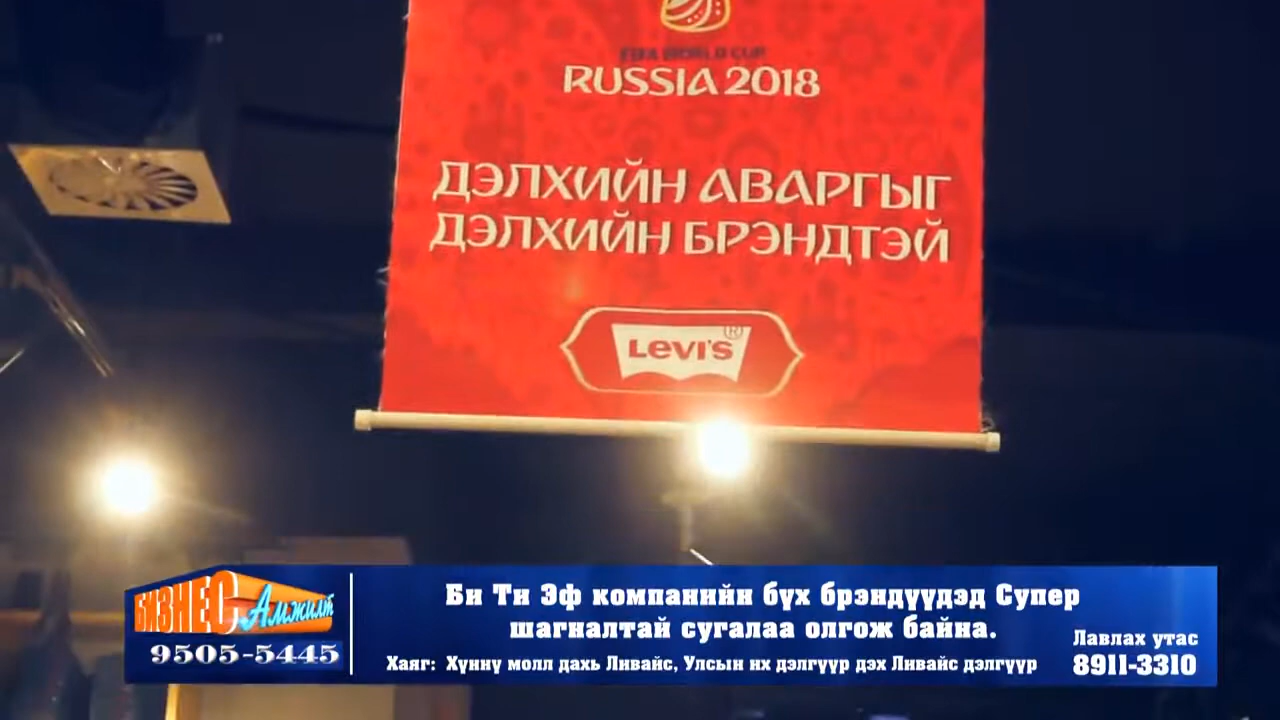 FIFA WORLD CUP
RUSSIA 2018
ДЭЛХИЙН АВАРГЫГ
ДЭЛХИЙН БРЭНДТЭЙ
Levi's®
БИЗНЕС Амжилт
9505-5445
Би Ти Эф компанийн бүх брэндүүдэд Супер
шагналтай сугалаа олгож байна.
Хаяг: Хүннү молл дахь Ливайс, Улсын их дэлгүүр дэх Ливайс дэлгүүр
Лавлах утас
8911-3310